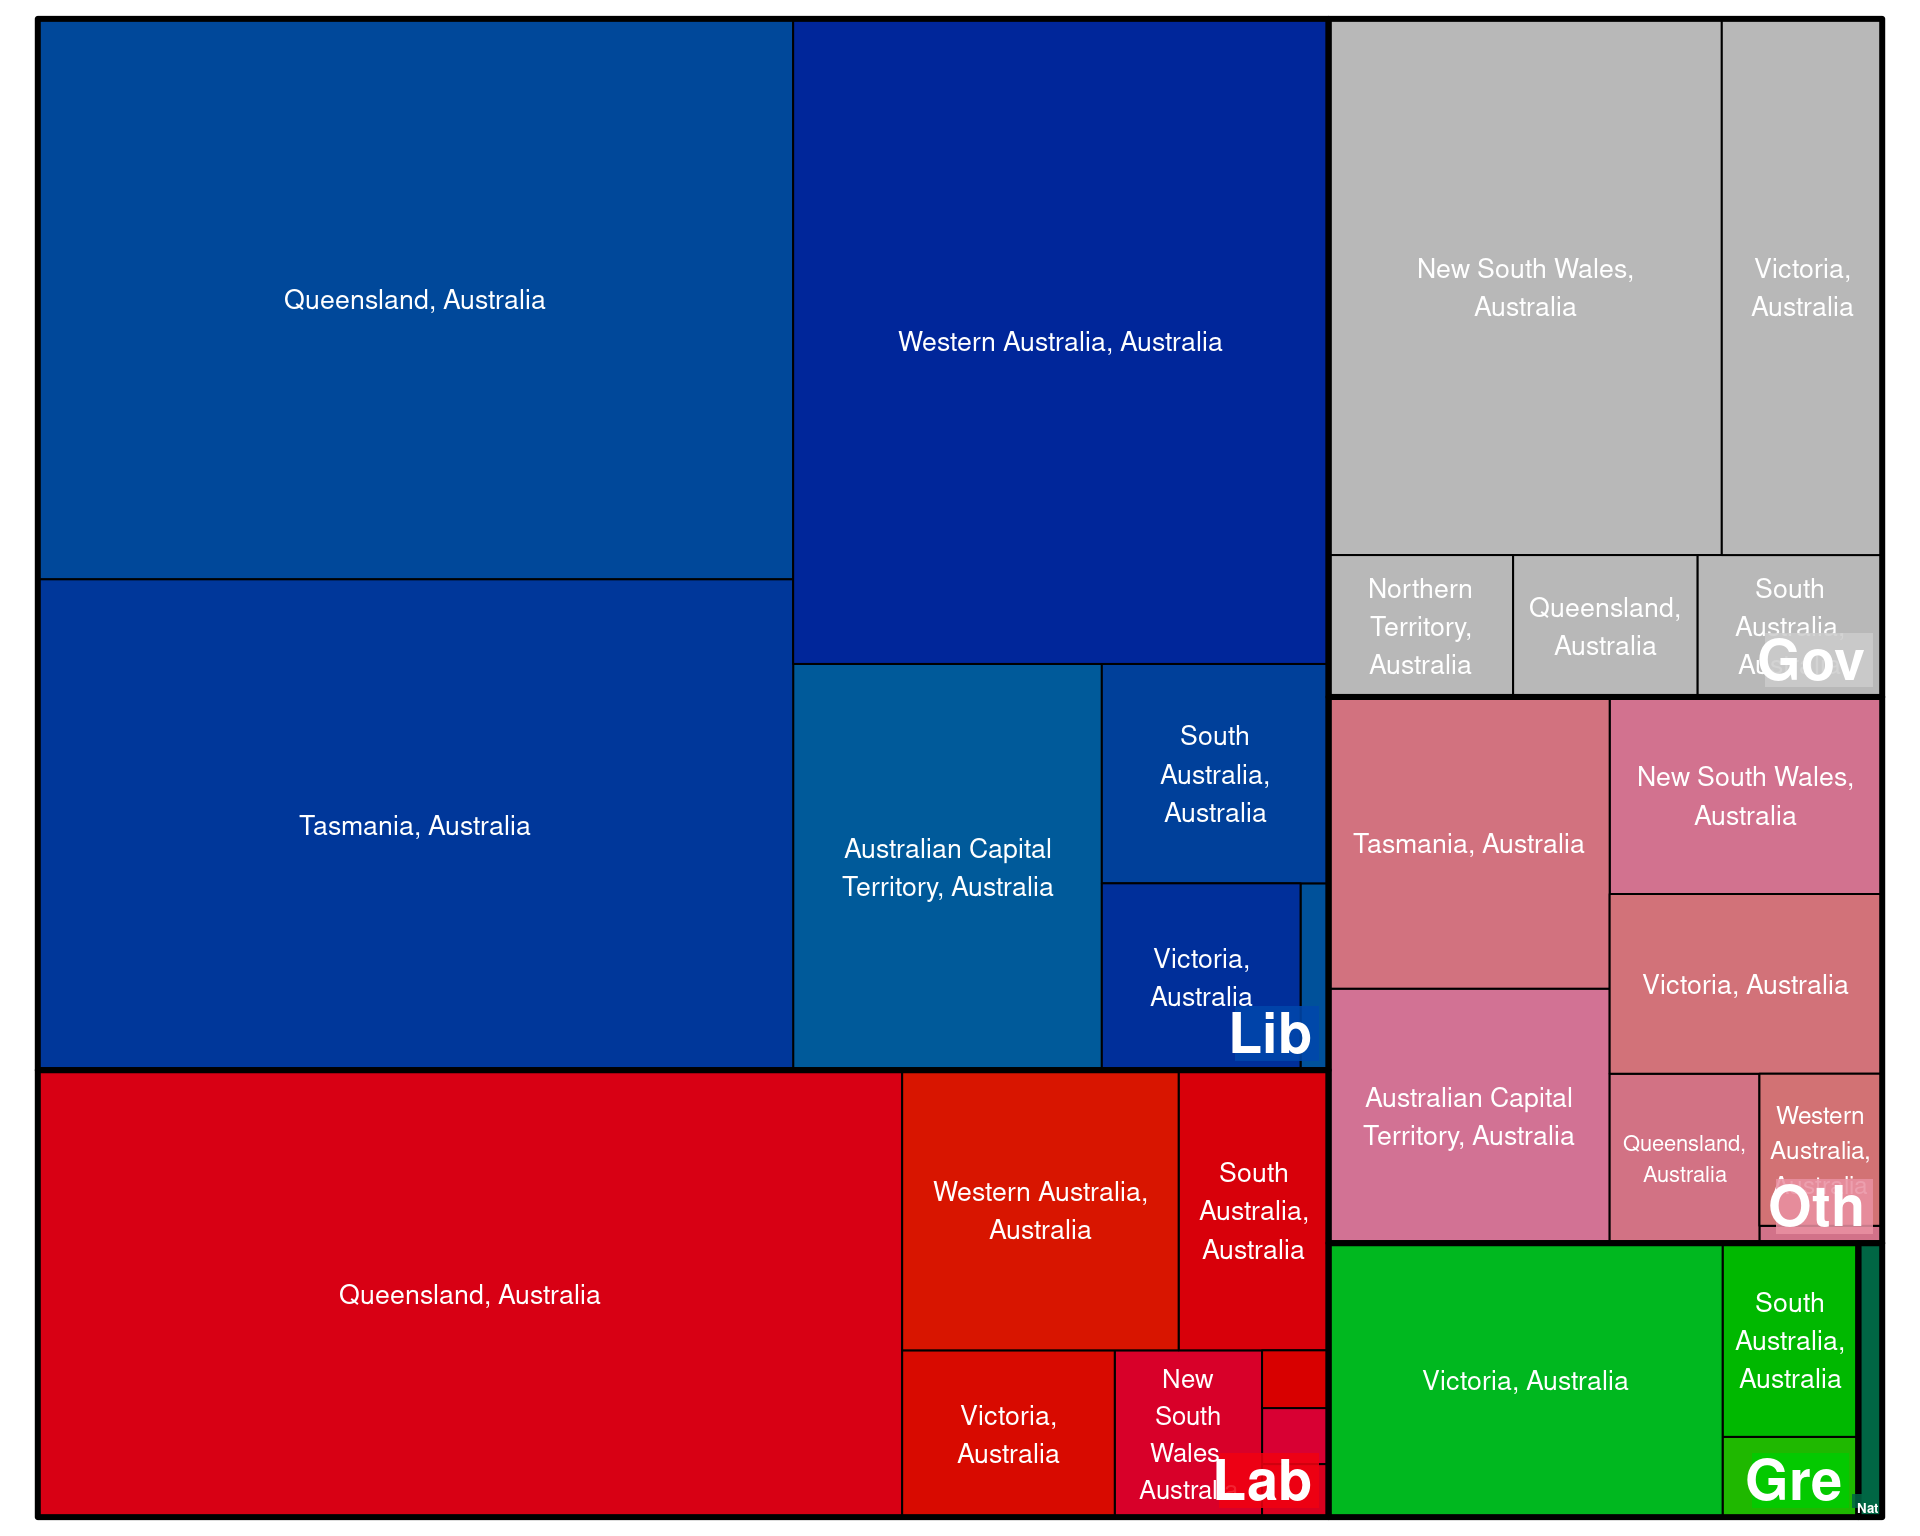 Queensland, Australia
Tasmania, Australia
Western Australia, Australia
Australian Capital
Territory, Australia
South
Australia,
Australia
Victoria,
Australia
Lib
Queensland, Australia
Western Australia,
Australia
South
Australia,
Australia
Victoria,
Australia
New
South
Wales,
Australia
Lab
New South Wales,
Australia
Victoria,
Australia
Northern
Territory,
Australia
Queensland,
Australia
South
Australia,
Australia
Gov
Tasmania, Australia
New South Wales,
Australia
Victoria, Australia
Australian Capital
Territory, Australia
Queensland,
Australia
Western
Australia,
Australia
Oth
Victoria, Australia
South
Australia,
Australia
Gre
Nat